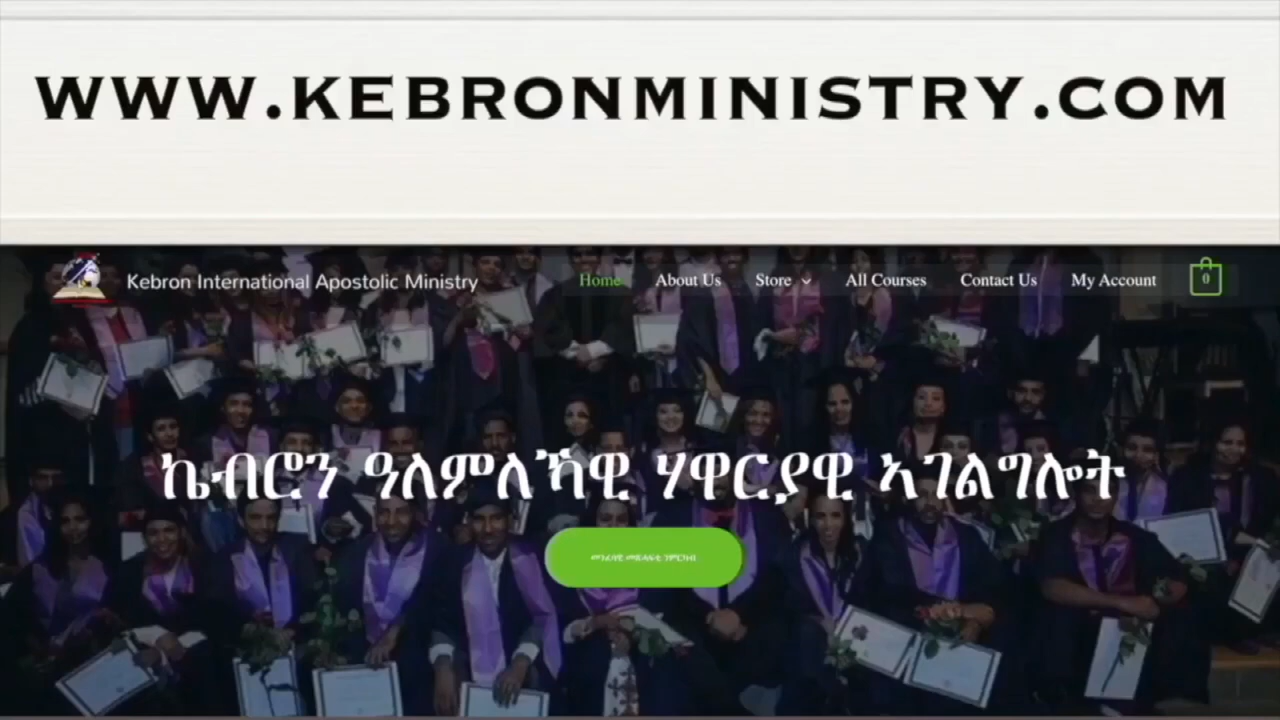 WWW.KEBRONMINISTRY.COM
Kebron International Apostolic Ministry
Home About Us Store All Courses Contact Us My Account 0
ኬብሮን ዓለምለኻዊ ሃዋርያዊ ኣገልግሎት